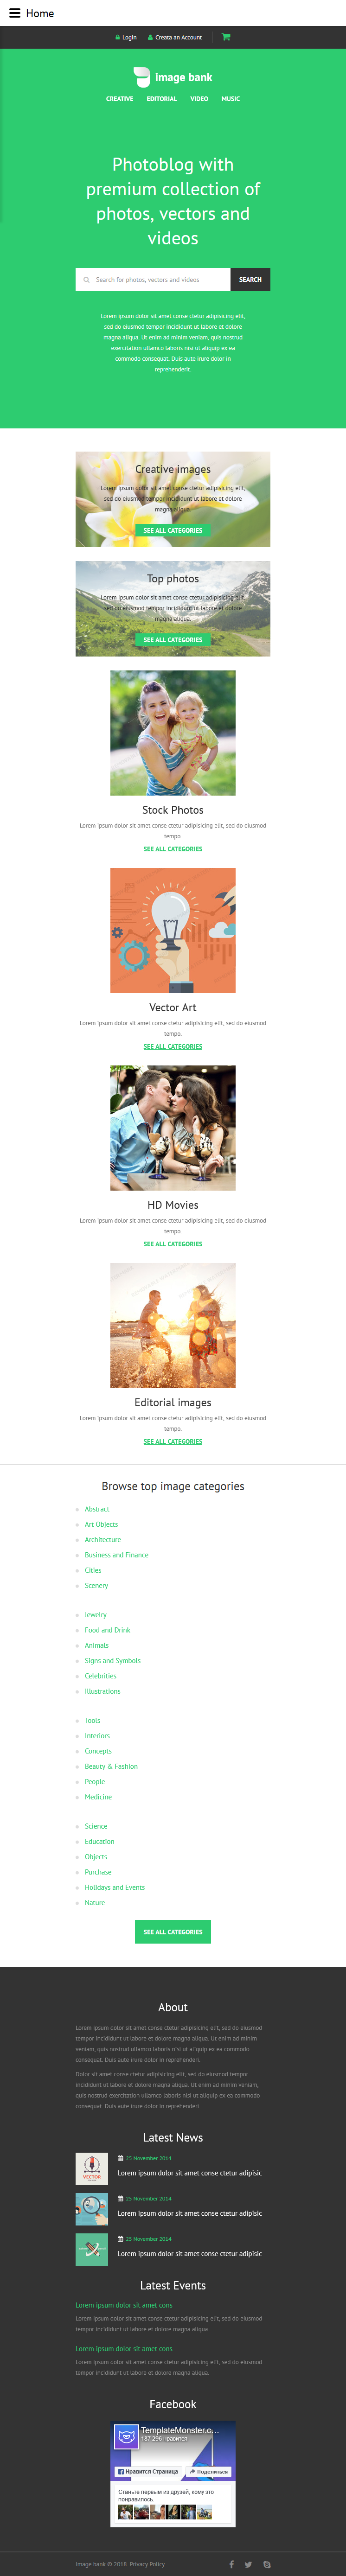 Home
Login
Creata an Account
image bank
CREATIVE
EDITORIAL
VIDEO
MUSIC
Photoblog with
premium collection of
photos, vectors and
videos
Search for photos, vectors and videos
SEARCH
Lorem ipsum dolor sit amet conse ctetur adipisicing elit,
sed do eiusmod tempor incididunt ut labore et dolore
magna aliqua. Ut enim ad minim veniam, quis nostrud
exercitation ullamco laboris nisi ut aliquip ex ea
commodo consequat. Duis aute irure dolor in
reprehenderit.
Creative images
Lorem ipsum dolor sit amet conse ctetur adipisicing elit,
sed do eiusmod tempor incididunt ut labore et dolore
magna aliqua.
SEE ALL CATEGORIES
Top photos
Lorem ipsum dolor sit amet conse ctetur adipisicing elit,
sed do eiusmod tempor incididunt ut labore et dolore
magna aliqua.
SEE ALL CATEGORIES
Stock Photos
Lorem ipsum dolor sit amet conse ctetur adipisicing elit, sed do eiusmod
tempo.
SEE ALL CATEGORIES
Vector Art
Lorem ipsum dolor sit amet conse ctetur adipisicing elit, sed do eiusmod
tempo.
SEE ALL CATEGORIES
HD Movies
Lorem ipsum dolor sit amet conse ctetur adipisicing elit, sed do eiusmod
tempo.
SEE ALL CATEGORIES
Editorial images
Lorem ipsum dolor sit amet conse ctetur adipisicing elit, sed do eiusmod
tempo.
SEE ALL CATEGORIES
Browse top image categories
Abstract
Art Objects
Architecture
Business and Finance
Cities
Scenery
Jewelry
Food and Drink
Animals
Signs and Symbols
Celebrities
Illustrations
Tools
Interiors
Concepts
Beauty & Fashion
People
Medicine
Science
Education
Objects
Purchase
Holidays and Events
Nature
SEE ALL CATEGORIES
About
Lorem ipsum dolor sit amet conse ctetur adipisicing elit, sed do eiusmod
tempor incididunt ut labore et dolore magna aliqua. Ut enim ad minim
veniam, quis nostrud ullamco laboris nisi ut aliquip ex ea commodo
consequat. Duis aute irure dolor in reprehenderit.
Dolor sit amet conse ctetur adipisicing elit, sed do eiusmod tempor
incididunt ut labore et dolore magna aliqua. Ut enim ad minim veniam,
quis nostrud exercitation ullamco laboris nisi ut aliquip ex ea commodo
consequat. Duis aute irure dolor in reprehenderit.
Latest News
VECTOR
25 November 2014
Lorem ipsum dolor sit amet conse ctetur adipisic
25 November 2014
Lorem ipsum dolor sit amet conse ctetur adipisic
25 November 2014
Lorem ipsum dolor sit amet conse ctetur adipisic
Latest Events
Lorem ipsum dolor sit amet cons
Lorem ipsum dolor sit amet conse ctetur adipisicing elit, sed do eiusmod
tempor incididunt ut labore et dolore magna aliqua.
Lorem ipsum dolor sit amet cons
Lorem ipsum dolor sit amet conse ctetur adipisicing elit, sed do eiusmod
tempor incididunt ut labore et dolore magna aliqua.
Facebook
TemplateMonster.c...
187 296 нравится
Нравится Страница
Поделиться
Станьте первым из друзей, кому это
понравилось.
Image bank © 2018. Privacy Policy